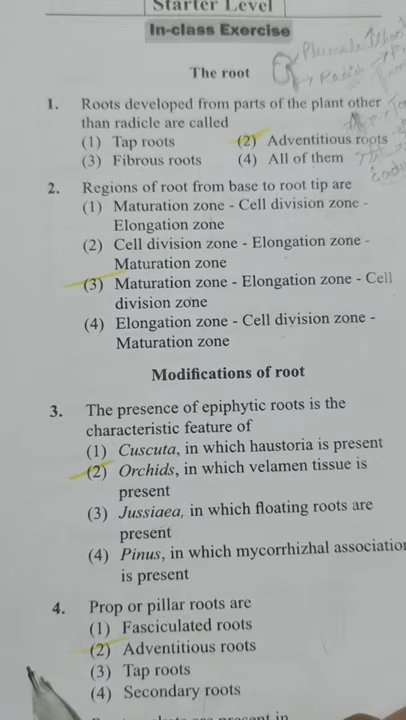 Starter Level
In-class Exercise
The root
1. Roots developed from parts of the plant other
than radicle are called
(1) Tap roots (2) Adventitious roots
(3) Fibrous roots (4) All of them
2. Regions of root from base to root tip are
(1) Maturation zone - Cell division zone -
Elongation zone
(2) Cell division zone - Elongation zone -
Maturation zone
(3) Maturation zone - Elongation zone - Cell
division zone
(4) Elongation zone - Cell division zone -
Maturation zone
Modifications of root
3. The presence of epiphytic roots is the
characteristic feature of
(1) Cuscuta, in which haustoria is present
(2) Orchids, in which velamen tissue is
present
(3) Jussiaea, in which floating roots are
present
(4) Pinus, in which mycorrhizal association
is present
4. Prop or pillar roots are
(1) Fasciculated roots
(2) Adventitious roots
(3) Tap roots
(4) Secondary roots